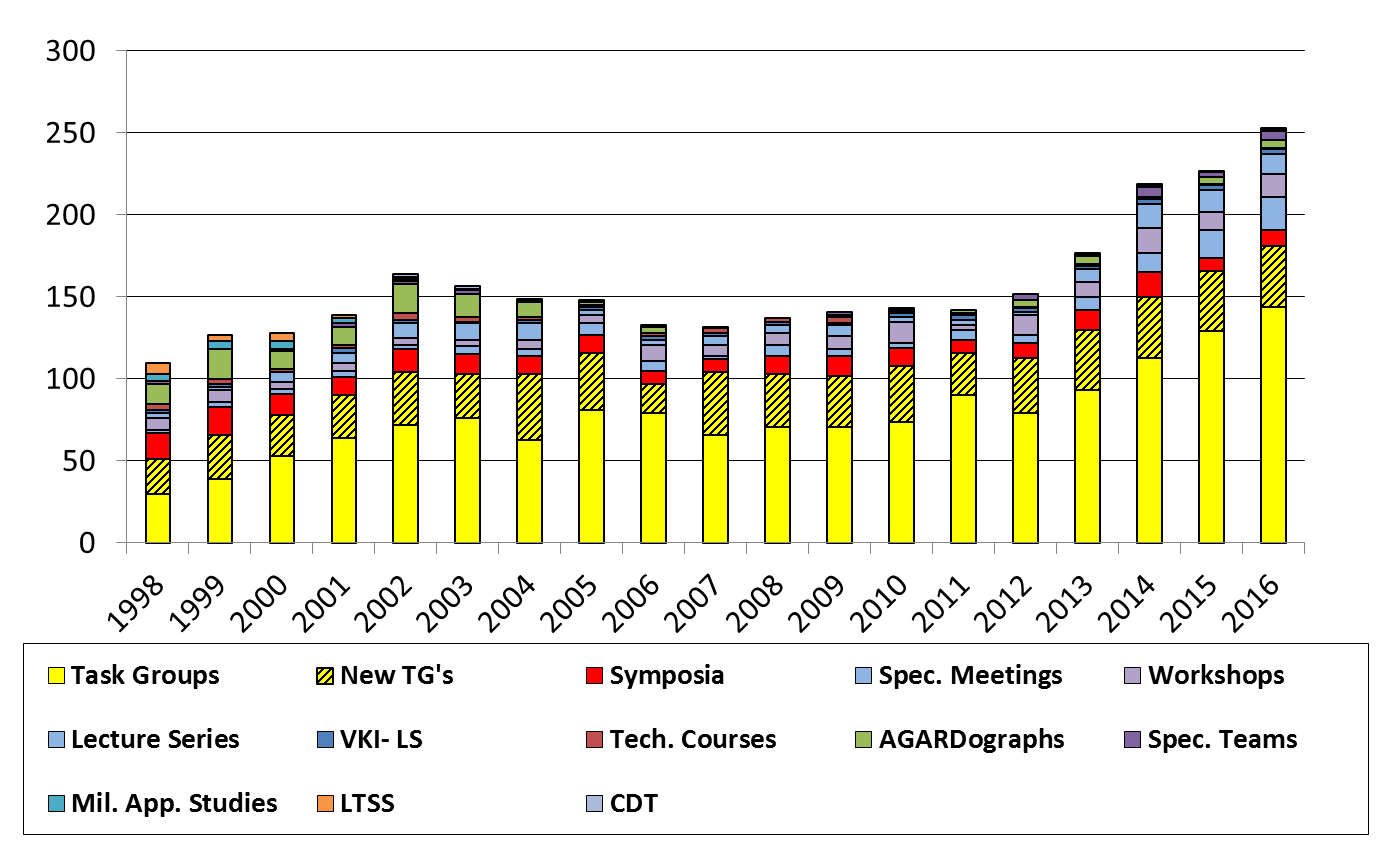 300
250
200
150
100
50
0
1998 1999 2000 2001 2002 2003 2004 2005 2006 2007 2008 2009 2010 2011 2012 2013 2014 2015 2016
Task Groups New TG's Symposia Spec. Meetings Workshops
Lecture Series VKI- LS Tech. Courses AGARDographs Spec. Teams
Mil. App. Studies LTSS CDT